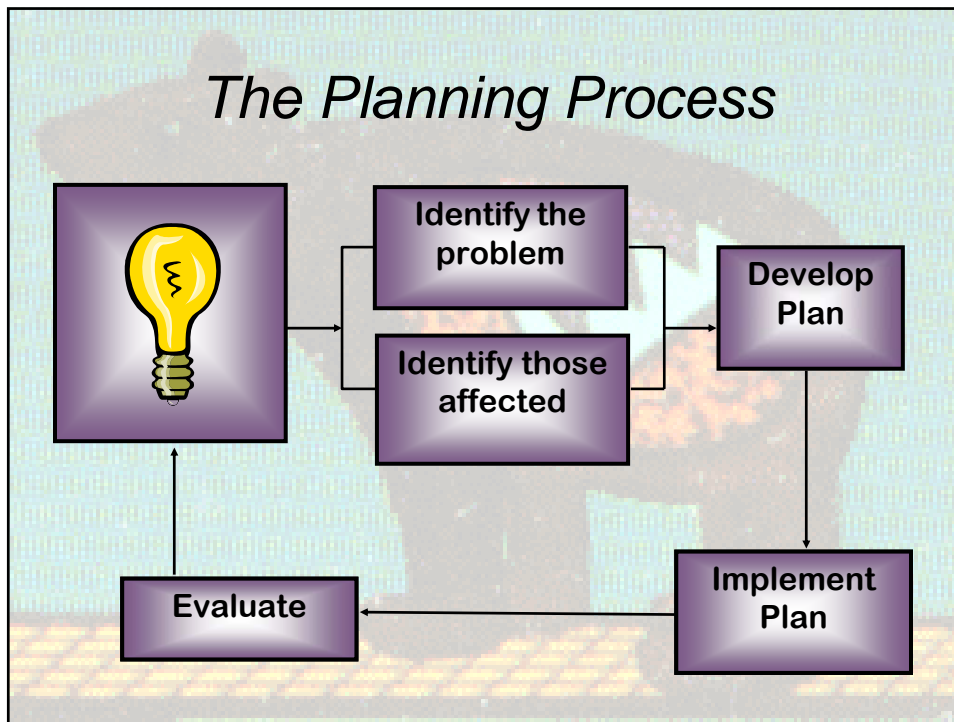 The Planning Process
Identify the
problem
Identify those
affected
Develop
Plan
Implement
Plan
Evaluate